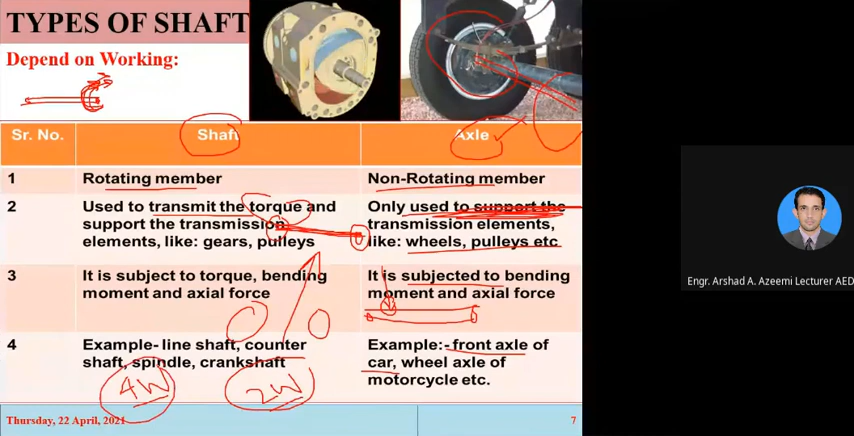 TYPES OF SHAFT
Depend on Working:
Sr. No. Shaft Axle
1 Rotating member Non-Rotating member
2 Used to transmit the torque and Only used to support the
support the transmission transmission elements,
elements, like: gears, pulleys like: wheels, pulleys etc
3 It is subject to torque, bending It is subjected to bending
moment and axial force moment and axial force
4 Example- line shaft, counter Example:- front axle of
shaft, spindle, crankshaft car, wheel axle of
motorcycle etc.
4W 2W
Thursday, 22 April, 2021 7
Engr. Arshad A. Azeemi Lecturer AED